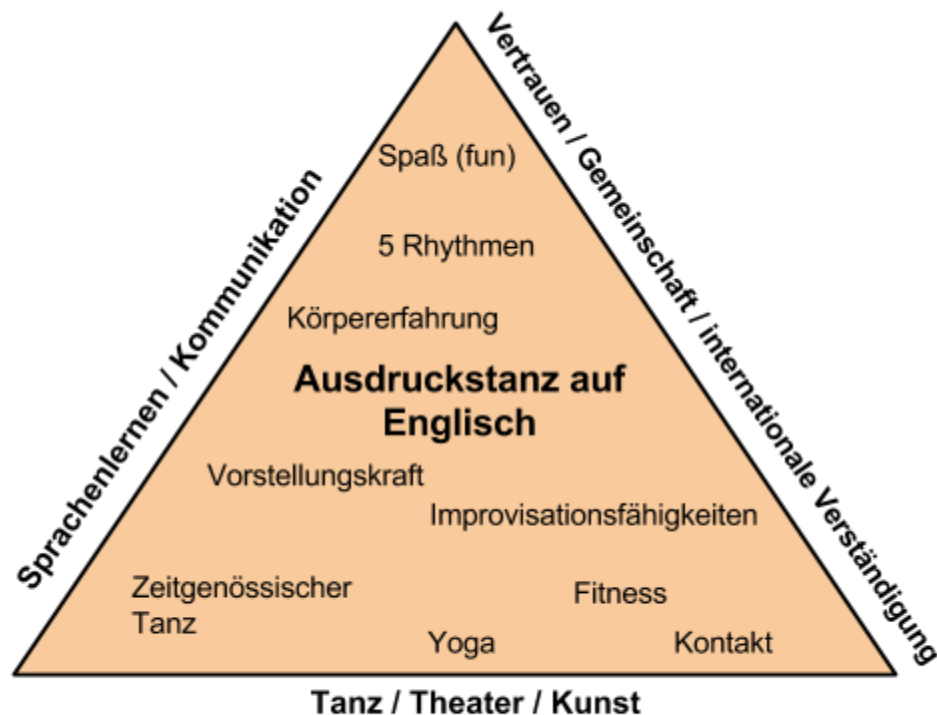 Vertrauen / Gemeinschaft / internationale Verständigung
Sprachenlernen / Kommunikation
Spaß (fun)
5 Rhythmen
Körpererfahrung
Ausdruckstanz auf
Englisch
Vorstellungskraft
Improvisationsfähigkeiten
Zeitgenössischer
Tanz
Fitness
Yoga
Kontakt
Tanz / Theater / Kunst